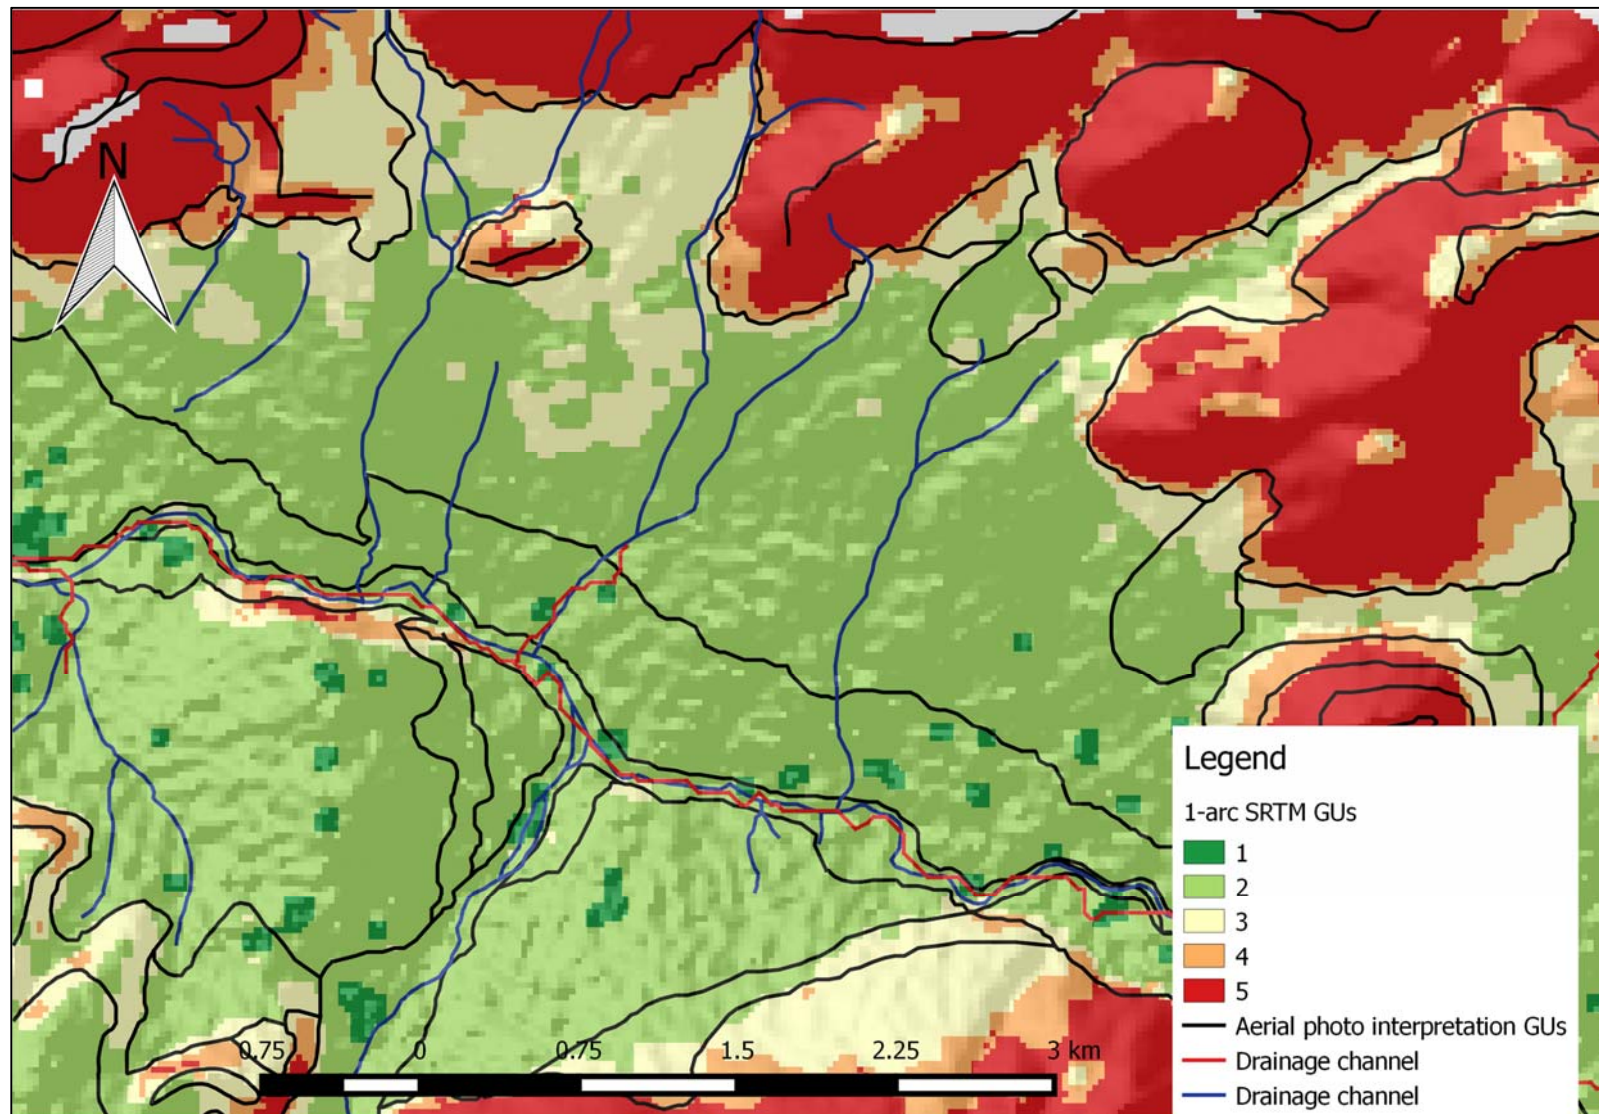 N
Legend
1-arc SRTM GUs
1
2
3
4
5
Aerial photo interpretation GUs
Drainage channel
Drainage channel
0.75 0 0.75 1.5 2.25 3 km